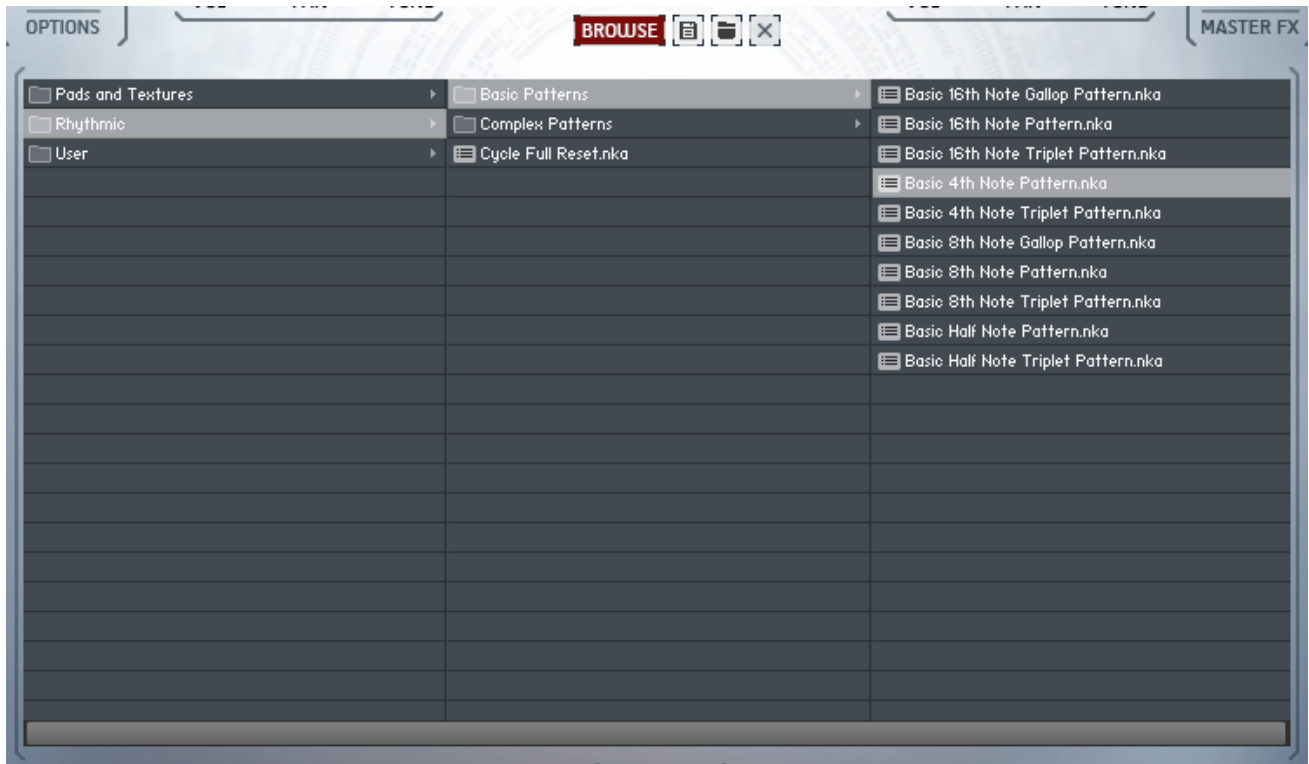 OPTIONS
BROWSE
MASTER FX
Pads and Textures
Rhythmic
User
Basic Patterns
Complex Patterns
Cycle Full Reset.nka
Basic 16th Note Gallop Pattern.nka
Basic 16th Note Pattern.nka
Basic 16th Note Triplet Pattern.nka
Basic 4th Note Pattern.nka
Basic 4th Note Triplet Pattern.nka
Basic 8th Note Gallop Pattern.nka
Basic 8th Note Pattern.nka
Basic 8th Note Triplet Pattern.nka
Basic Half Note Pattern.nka
Basic Half Note Triplet Pattern.nka